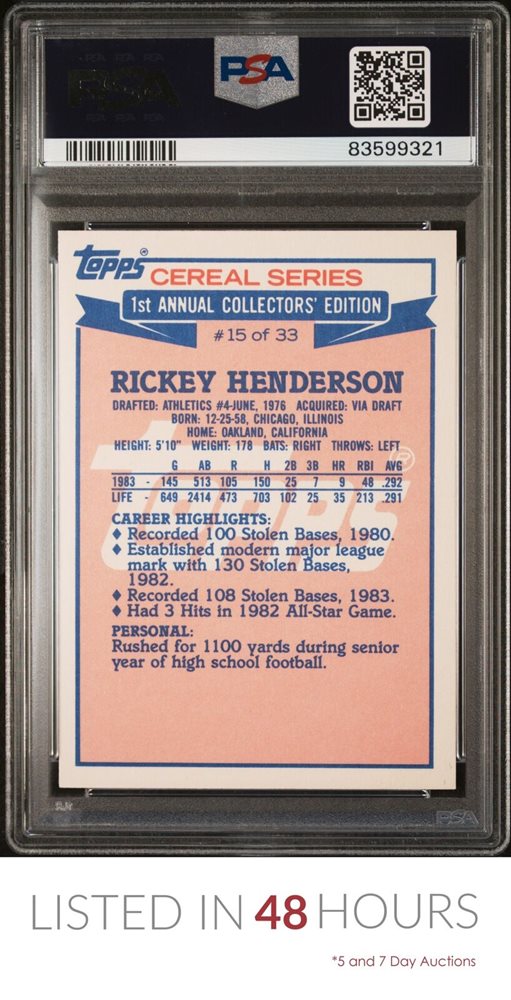 PSA
83599321
topps®
CEREAL SERIES
1st ANNUAL COLLECTORS' EDITION
#15 of 33
RICKEY HENDERSON
DRAFTED: ATHLETICS #4-JUNE, 1976 ACQUIRED: VIA DRAFT
BORN: 12-25-58, CHICAGO, ILLINOIS
HOME: OAKLAND, CALIFORNIA
HEIGHT: 5'10" WEIGHT: 178 BATS: RIGHT THROWS: LEFT
G AB R H 2B 3B HR RBI AVG
1983 - 145 513 105 150 25 7 9 48 .292
LIFE - 649 2414 473 703 102 25 35 213 .291
CAREER HIGHLIGHTS:
♦ Recorded 100 Stolen Bases, 1980.
♦ Established modern major league
mark with 130 Stolen Bases,
1982.
♦ Recorded 108 Stolen Bases, 1983.
♦ Had 3 Hits in 1982 All-Star Game.
PERSONAL:
Rushed for 1100 yards during senior
year of high school football.
topps®
PSA
LISTED IN 48 HOURS
*5 and 7 Day Auctions